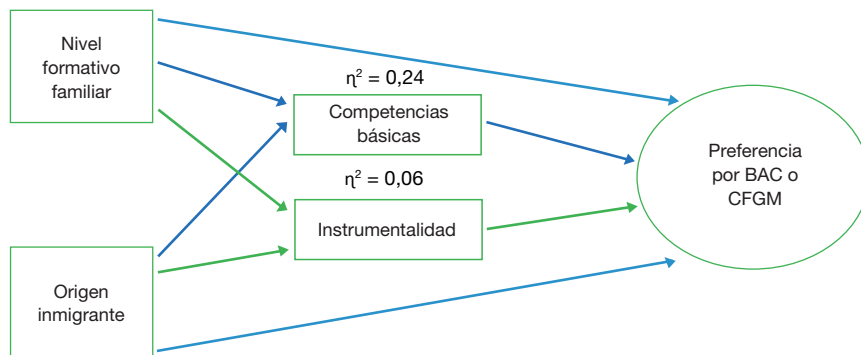 Nivel
formativo
familiar
η² = 0,24
Competencias
básicas
Preferencia
por BAC o
CFGM
η² = 0,06
Instrumentalidad
Origen
inmigrante